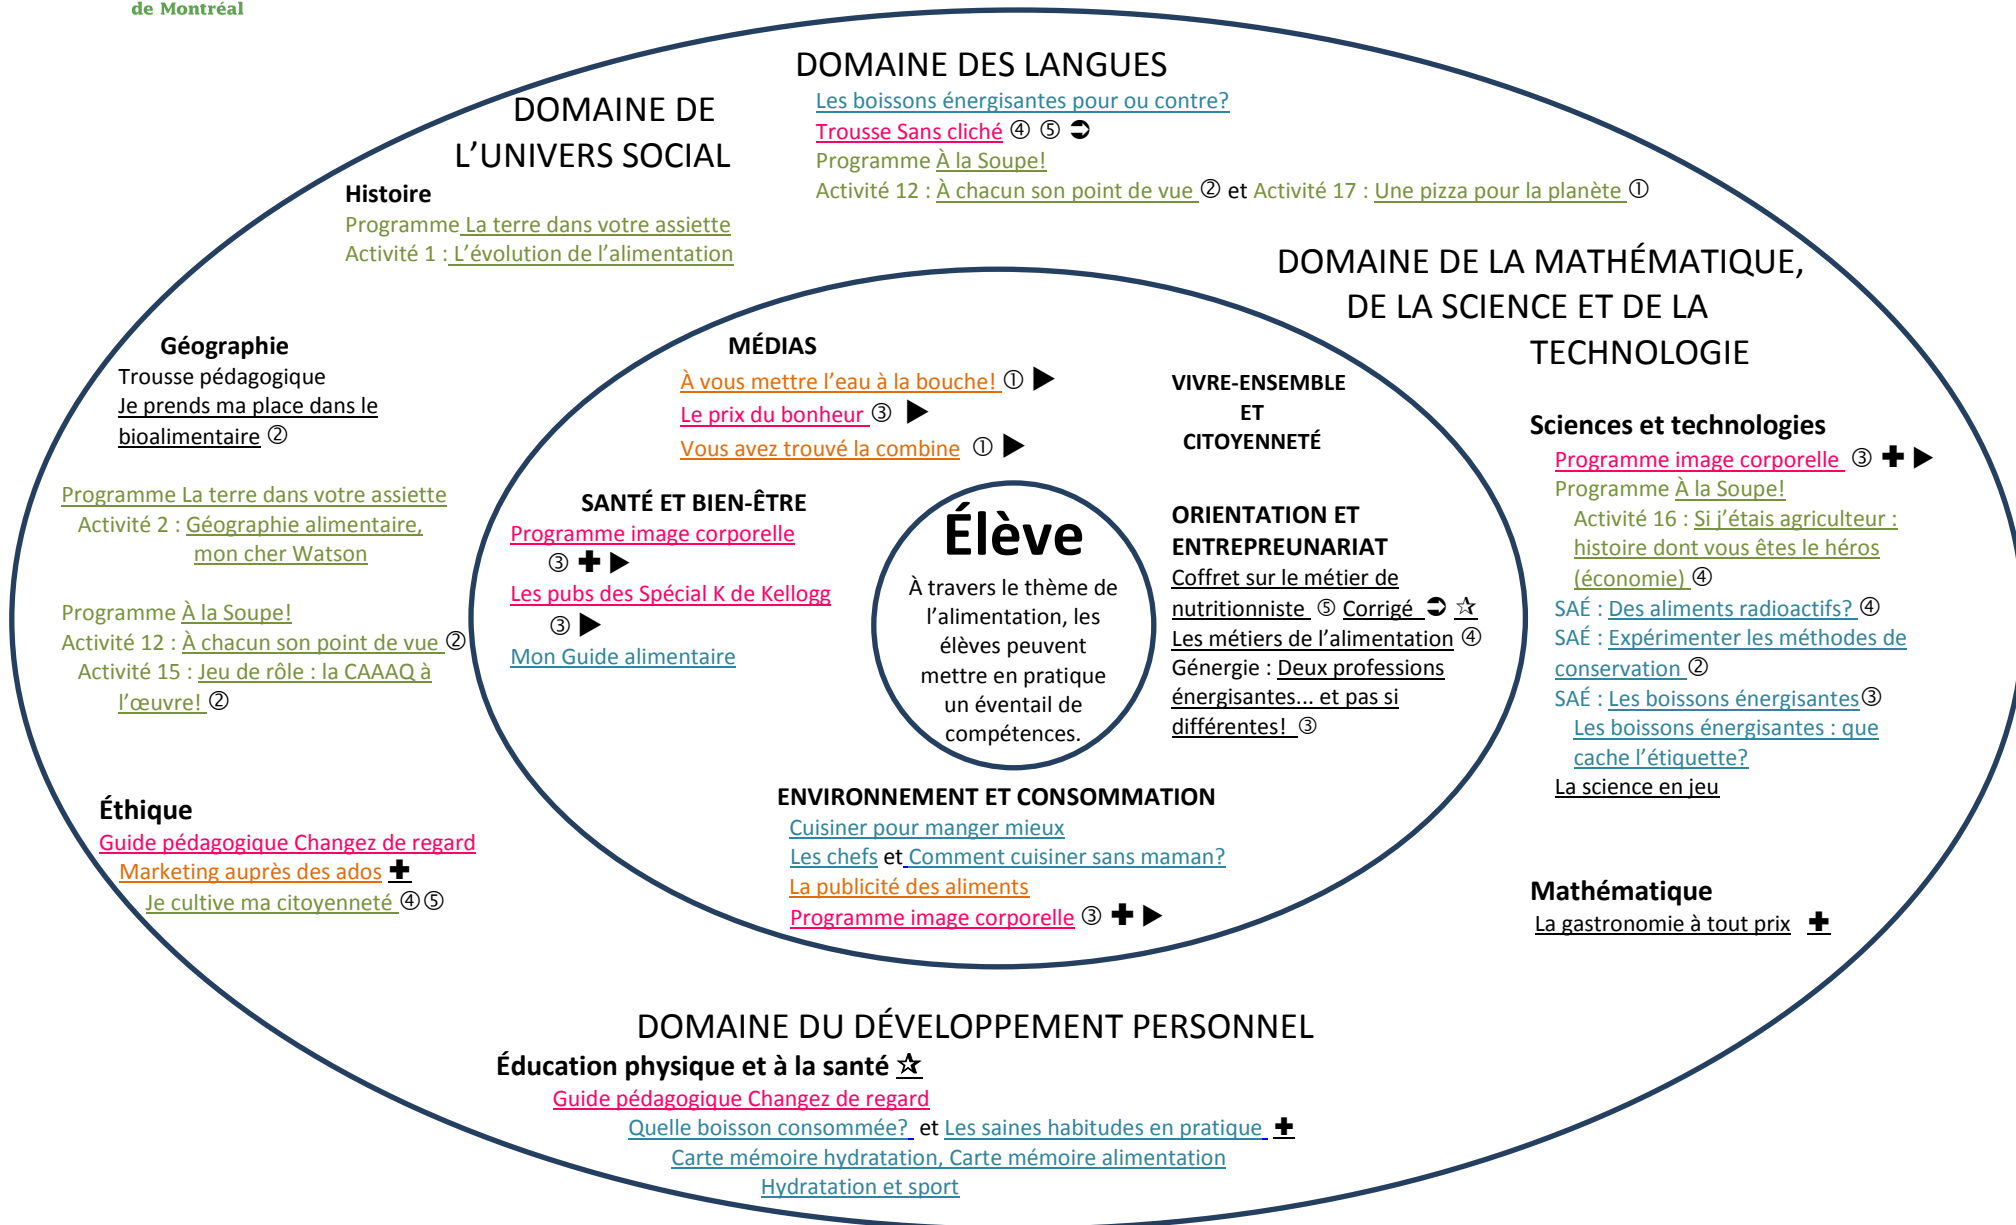 de Montréal
DOMAINE DES LANGUES
Les boissons énergisantes pour ou contre?
Trousse Sans cliché ④ ⑤ ➲
Programme À la Soupe!
Activité 12 : À chacun son point de vue ② et Activité 17 : Une pizza pour la planète ①
DOMAINE DE
L’UNIVERS SOCIAL
Histoire
Programme La terre dans votre assiette
Activité 1 : L’évolution de l’alimentation
Géographie
Trousse pédagogique
Je prends ma place dans le
bioalimentaire ②
Programme La terre dans votre assiette
Activité 2 : Géographie alimentaire,
mon cher Watson
Programme À la Soupe!
Activité 12 : À chacun son point de vue ②
Activité 15 : Jeu de rôle : la CAAAQ à
l’œuvre! ②
Éthique
Guide pédagogique Changez de regard
Marketing auprès des ados ✚
Je cultive ma citoyenneté ④⑤
MÉDIAS
À vous mettre l’eau à la bouche! ① ▶
Le prix du bonheur ③ ▶
Vous avez trouvé la combine ① ▶
VIVRE-ENSEMBLE
ET
CITOYENNETÉ
SANTÉ ET BIEN-ÊTRE
Programme image corporelle
③ ✚ ▶
Les pubs des Spécial K de Kellogg
③ ▶
Mon Guide alimentaire
Élève
À travers le thème de
l’alimentation, les
élèves peuvent
mettre en pratique
un éventail de
compétences.
ORIENTATION ET
ENTREPREUNARIAT
Coffret sur le métier de
nutritionniste ⑤ Corrigé ➲ ☆
Les métiers de l’alimentation ④
Génergie : Deux professions
énergisantes... et pas si
différentes! ③
ENVIRONNEMENT ET CONSOMMATION
Cuisiner pour manger mieux
Les chefs et Comment cuisiner sans maman?
La publicité des aliments
Programme image corporelle ③ ✚ ▶
DOMAINE DE LA MATHÉMATIQUE,
DE LA SCIENCE ET DE LA
TECHNOLOGIE
Sciences et technologies
Programme image corporelle ③ ✚ ▶
Programme À la Soupe!
Activité 16 : Si j’étais agriculteur :
histoire dont vous êtes le héros
(économie) ④
SAÉ : Des aliments radioactifs? ④
SAÉ : Expérimenter les méthodes de
conservation ②
SAÉ : Les boissons énergisantes③
Les boissons énergisantes : que
cache l’étiquette?
La science en jeu
Mathématique
La gastronomie à tout prix ✚
DOMAINE DU DÉVELOPPEMENT PERSONNEL
Éducation physique et à la santé ☆
Guide pédagogique Changez de regard
Quelle boisson consommée? et Les saines habitudes en pratique ✚
Carte mémoire hydratation, Carte mémoire alimentation
Hydratation et sport